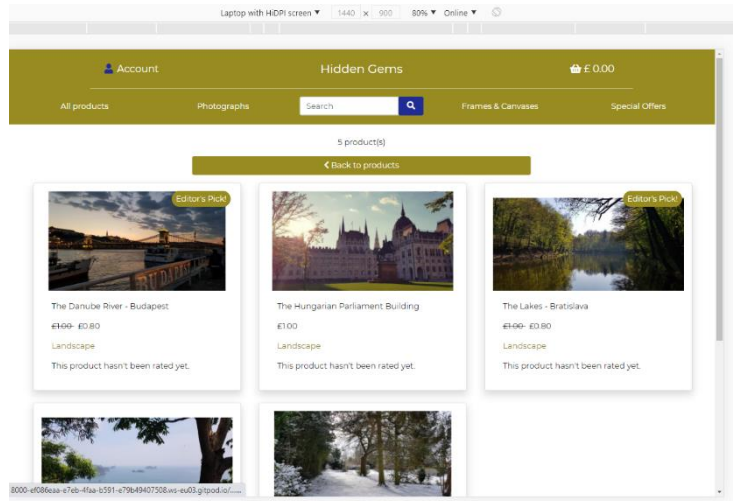 Laptop with HiDPI screen ▼ 1440 x 900 80% ▼ Online ▼
Account Hidden Gems £ 0.00
All products Photographs Search Frames & Canvases Special Offers
5 product(s)
Back to products
Editor's Pick!
Editor's Pick!
The Danube River - Budapest
£1.00 £0.80
Landscape
This product hasn't been rated yet.
The Hungarian Parliament Building
£1.00
Landscape
This product hasn't been rated yet.
The Lakes - Bratislava
£1.00 £0.80
Landscape
This product hasn't been rated yet.
8000-ef086eaa-e7eb-4faa-b591-e79b49407508.ws-eu03.gitpod.io/......